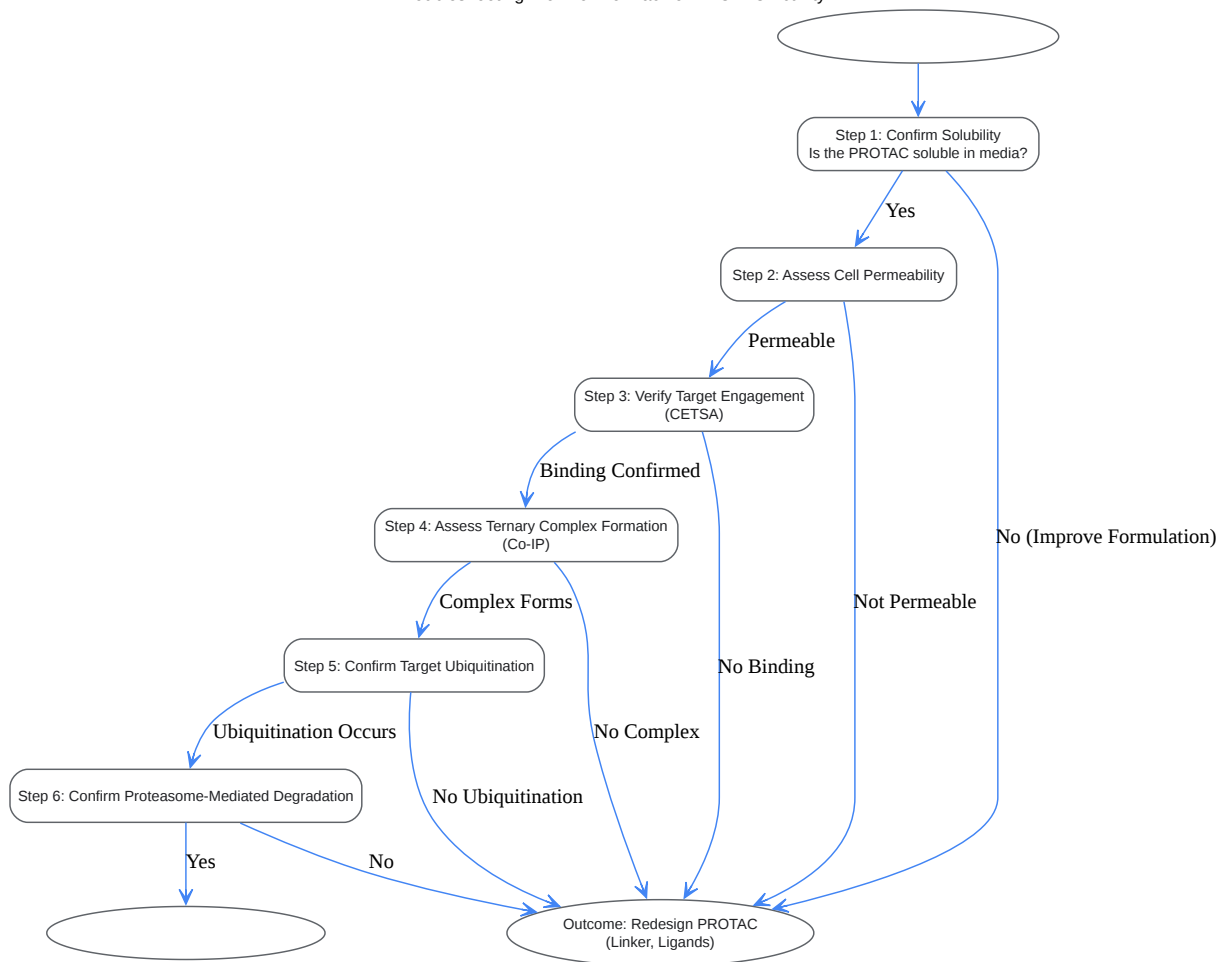 Step 1: Confirm Solubility
Is the PROTAC soluble in media?
Yes
Step 2: Assess Cell Permeability
Permeable
Step 3: Verify Target Engagement
(CETSA)
Binding Confirmed
Step 4: Assess Ternary Complex Formation
(Co-IP)
No (Improve Formulation)
Complex Forms
Not Permeable
Step 5: Confirm Target Ubiquitination
No Binding
Ubiquitination Occurs
No Complex
Step 6: Confirm Proteasome-Mediated Degradation
No Ubiquitination
Yes
No
Outcome: Redesign PROTAC
(Linker, Ligands)